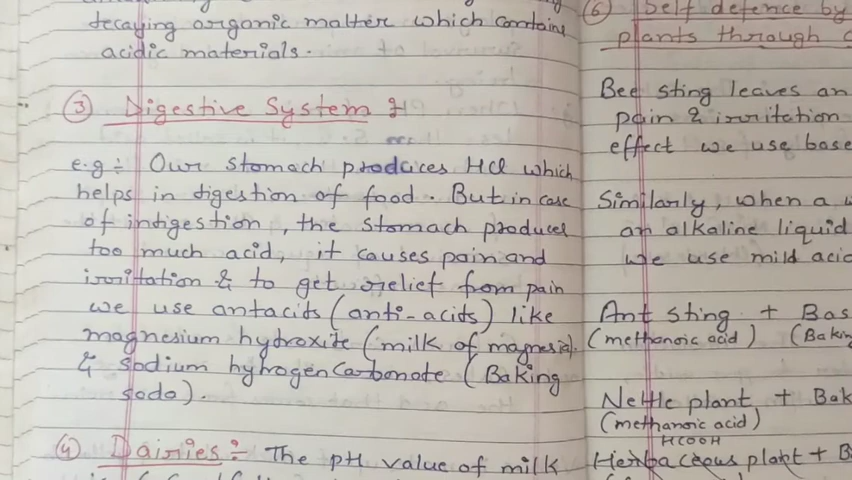 decaying organic matter which contains
acidic materials.
③ Digestive System :-
e.g :- Our stomach produces HCl which
helps in digestion of food. But in case
of indigestion, the stomach produces
too much acid, it causes pain and
irritation & to get relief from pain
we use antacids (anti-acids) like
magnesium hydroxide (milk of magnesia).
& sodium hydrogen carbonate (Baking
soda).
④ Dairies :- The pH value of milk
⑥ Self defence by
plants through
Bee sting leaves an
pain & irritation
effect we use base
Similarly, when a
an alkaline liquid
we use mild acid
Ant sting + Bas
(methanoic acid) (Bakin
Nettle plant + Bak
(methanoic acid)
HCOOH
Herbaceous plant + B